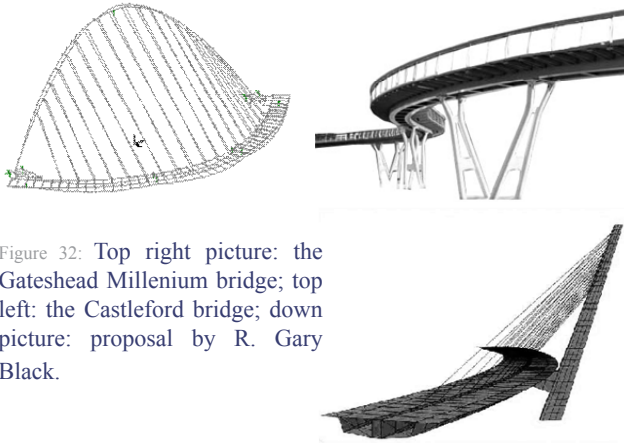 Figure 32: Top right picture: the
Gateshead Millenium bridge; top
left: the Castleford bridge; down
picture: proposal by R. Gary
Black.